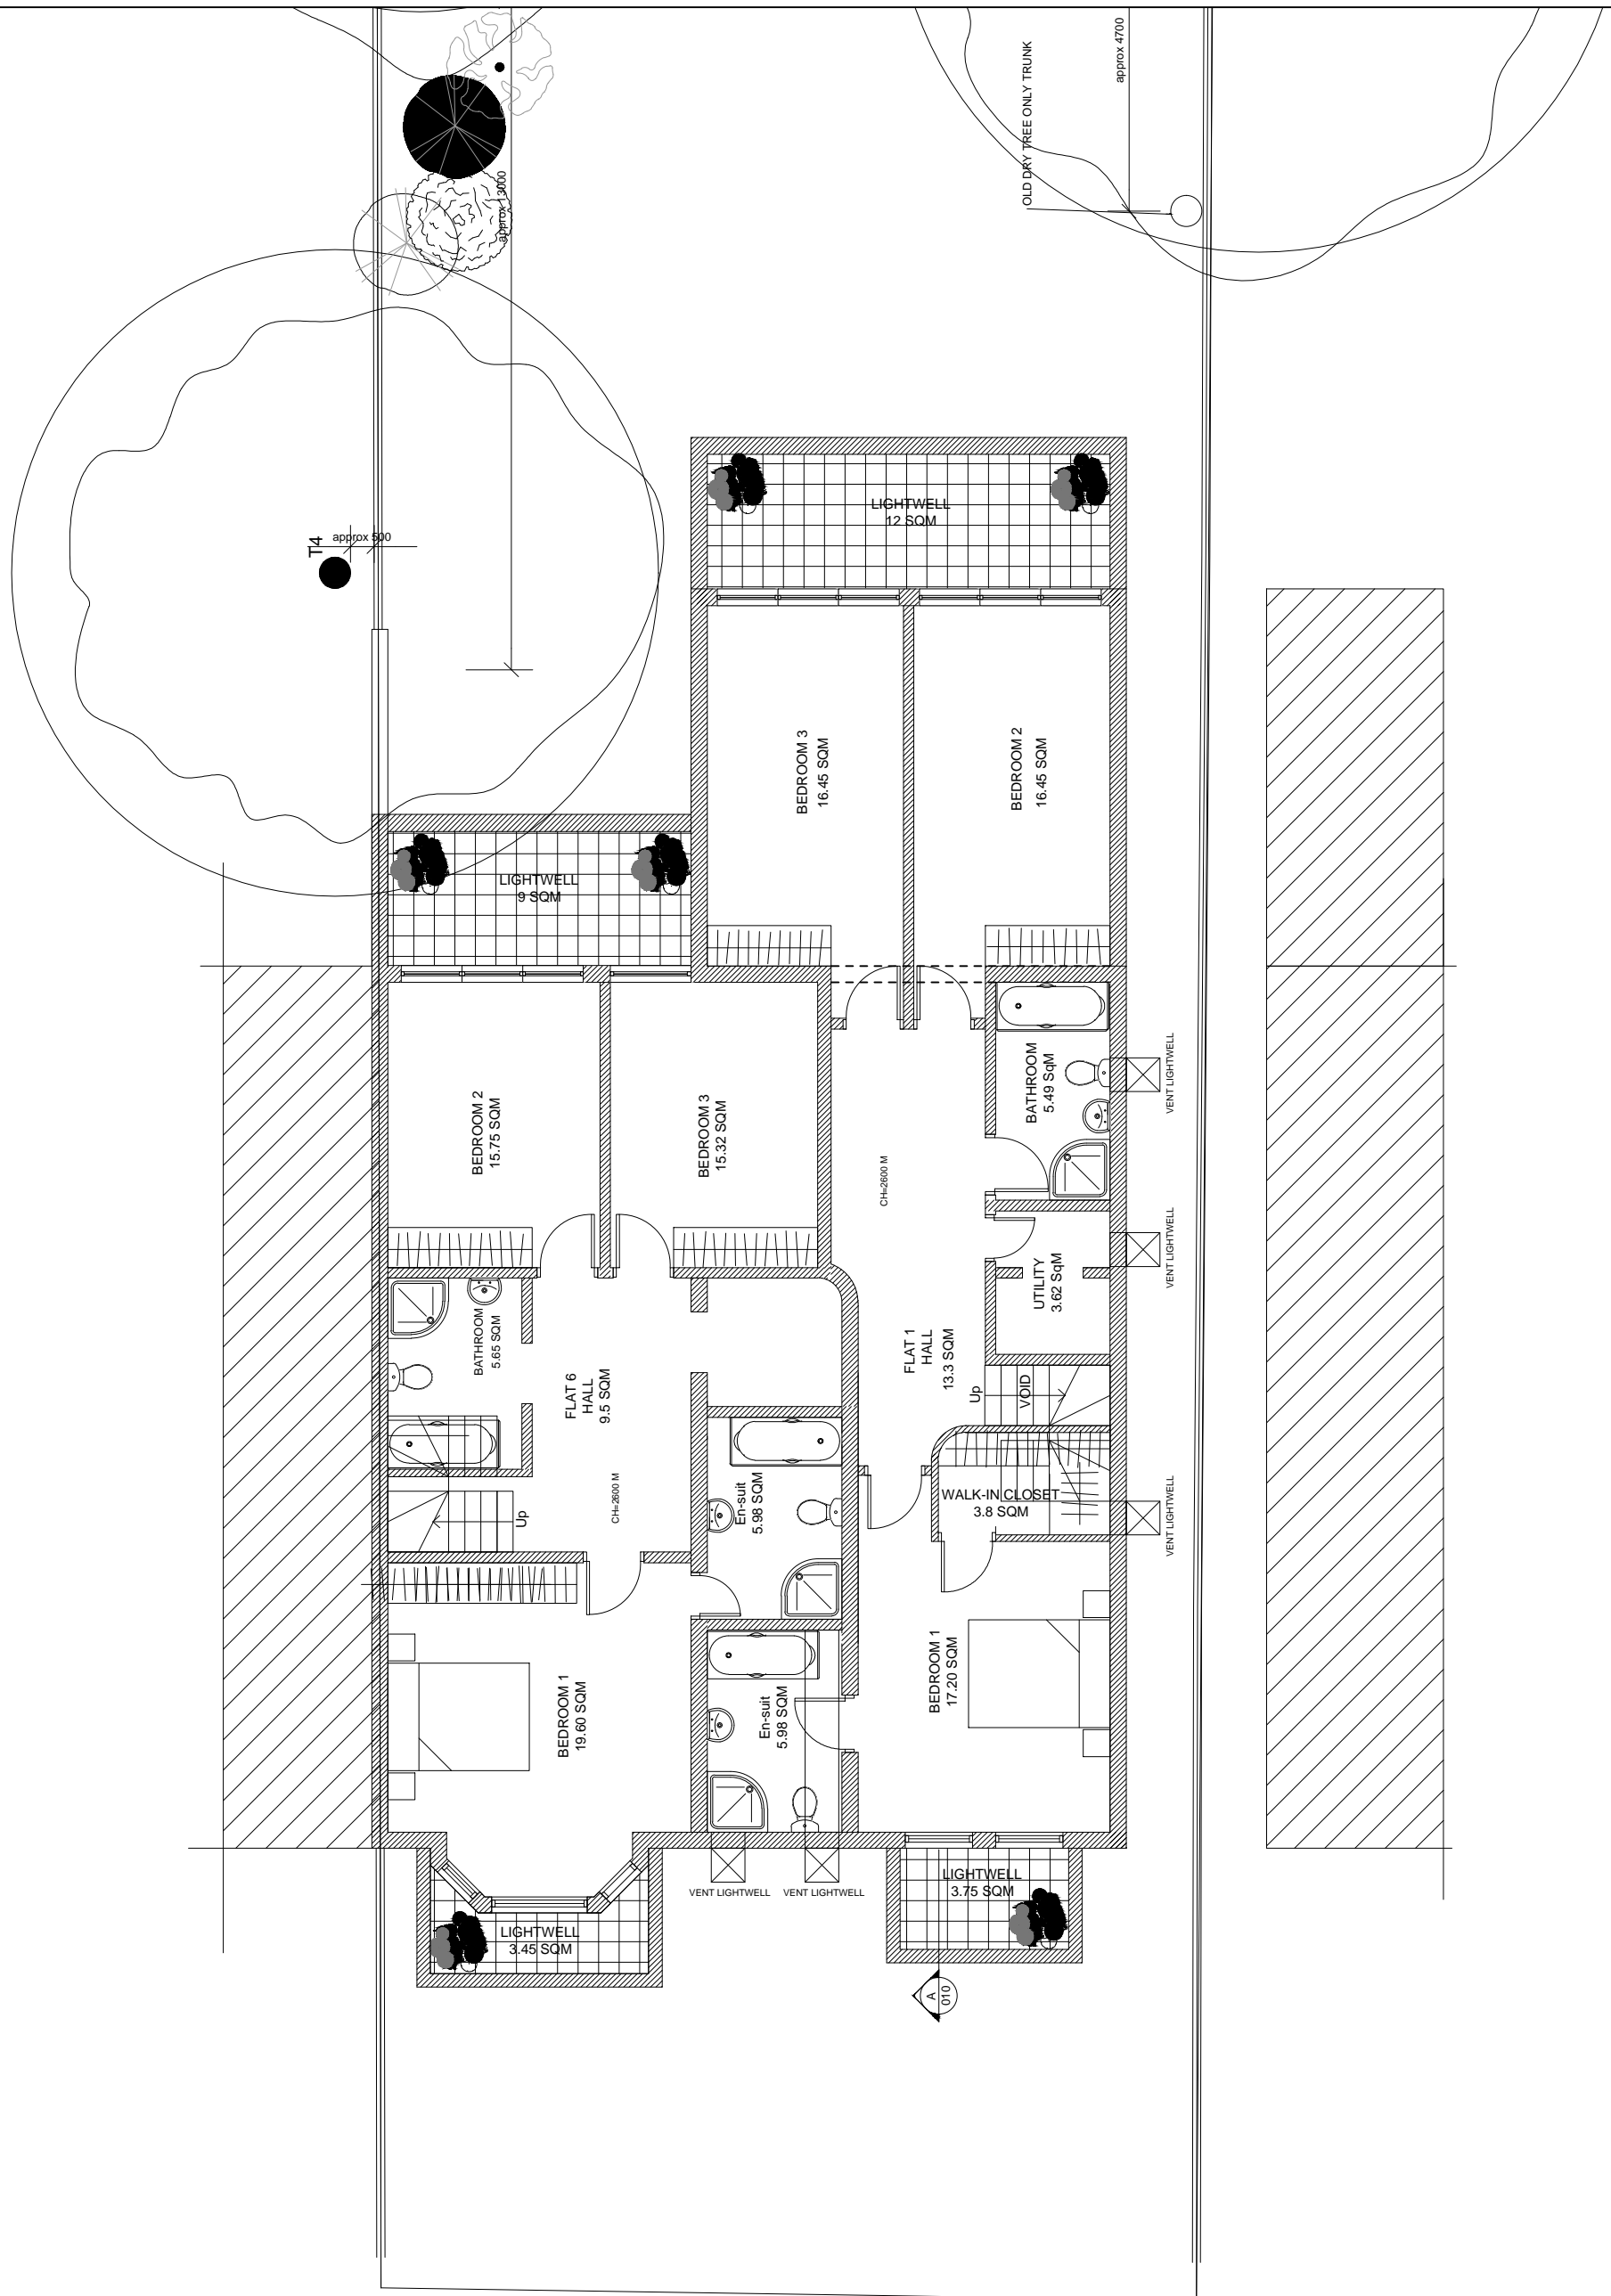 approx 4700
OLD DRY TREE ONLY TRUNK
approx 13000
T4
approx 500
LIGHTWELL
12 SQM
BEDROOM 3
16.45 SQM
BEDROOM 2
16.45 SQM
LIGHTWELL
9 SQM
BEDROOM 2
15.75 SQM
BEDROOM 3
15.32 SQM
CH=2600 M
BATHROOM
5.49 SqM
VENT LIGHTWELL
UTILITY
3.62 SqM
VENT LIGHTWELL
BATHROOM
5.65 SQM
FLAT 6
HALL
9.5 SQM
FLAT 1
HALL
13.3 SQM
Up
VOID
Up
CH=2600 M
En-suit
5.98 SQM
WALK-IN CLOSET
3.8 SQM
VENT LIGHTWELL
BEDROOM 1
19.60 SQM
En-suit
5.98 SQM
BEDROOM 1
17.20 SQM
VENT LIGHTWELL
VENT LIGHTWELL
LIGHTWELL
3.75 SQM
LIGHTWELL
3.45 SQM
A
010